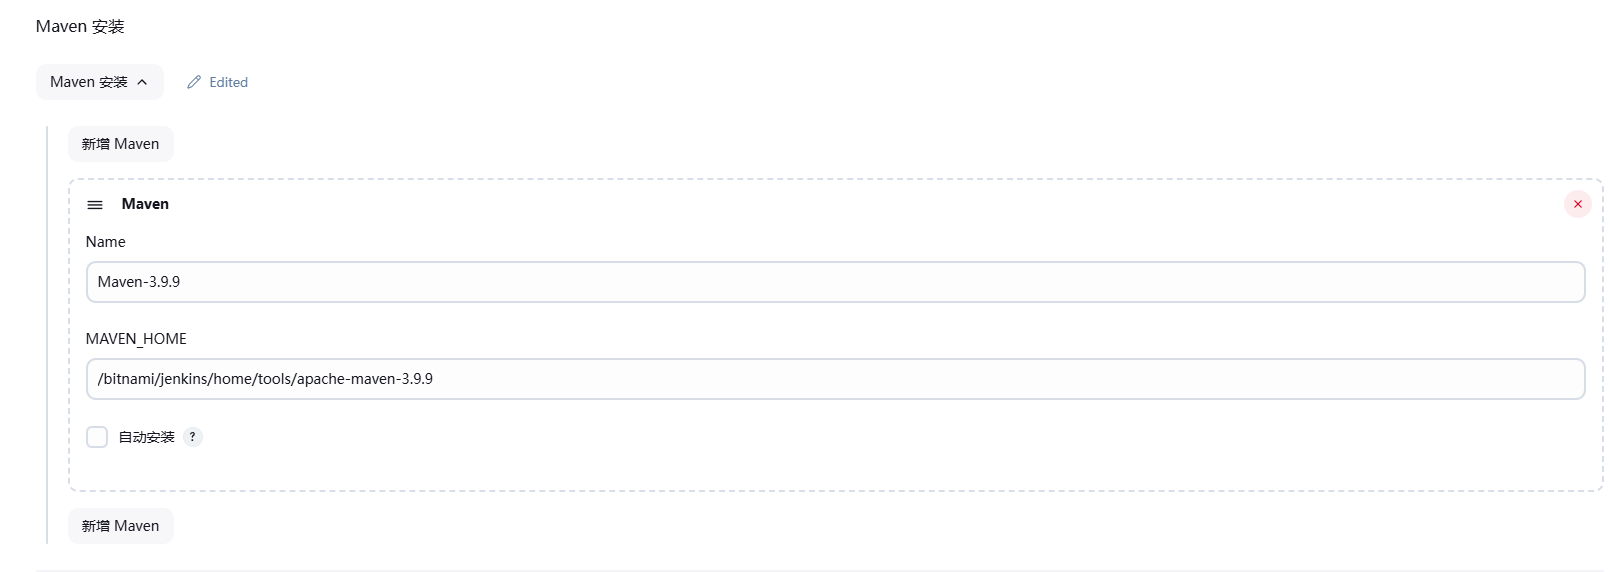 Maven 安装
Maven 安装
Edited
新增 Maven
Maven
Name
Maven-3.9.9
MAVEN_HOME
/bitnami/jenkins/home/tools/apache-maven-3.9.9
自动安装 ?
新增 Maven